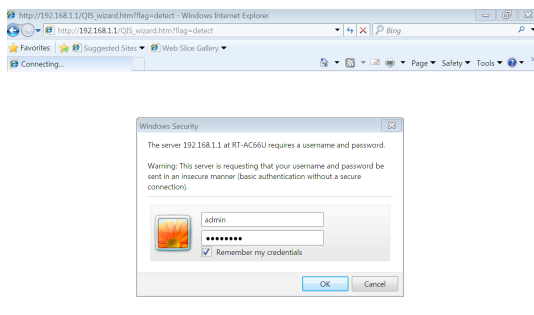 http://192.168.1.1/QIS_wizard.htm?flag=detect - Windows Internet Explorer
http://192.168.1.1/QIS_wizard.htm?flag=detect
Bing
Favorites Suggested Sites Web Slice Gallery
Connecting... Page Safety Tools
Windows Security
The server 192.168.1.1 at RT-AC66U requires a username and password.
Warning: This server is requesting that your username and password be
sent in an insecure manner (basic authentication without a secure
connection).
admin
●●●●●●●●
Remember my credentials
OK Cancel